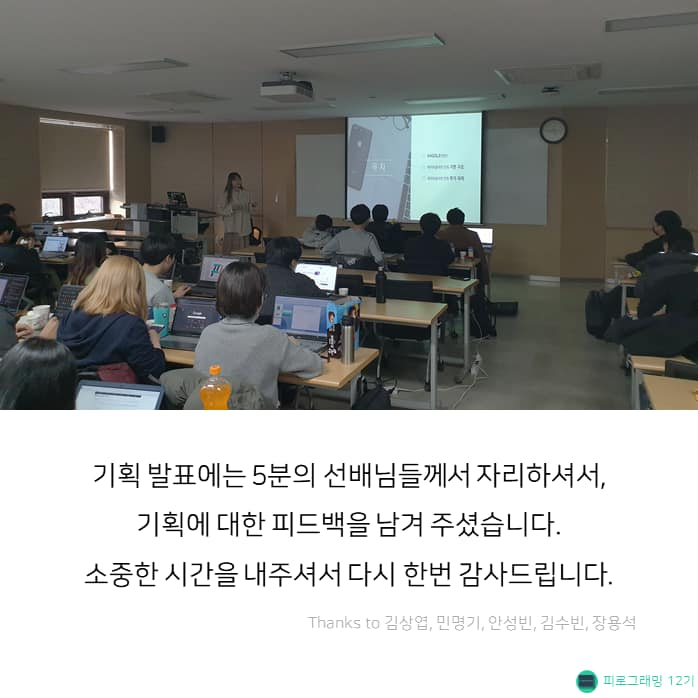 목차
기획 발표에는 5분의 선배님들께서 자리하셔서,
기획에 대한 피드백을 남겨 주셨습니다.
소중한 시간을 내주셔서 다시 한번 감사드립니다.
Thanks to 김상엽, 민명기, 안성빈, 김수빈, 장용석
피로그래밍 12기